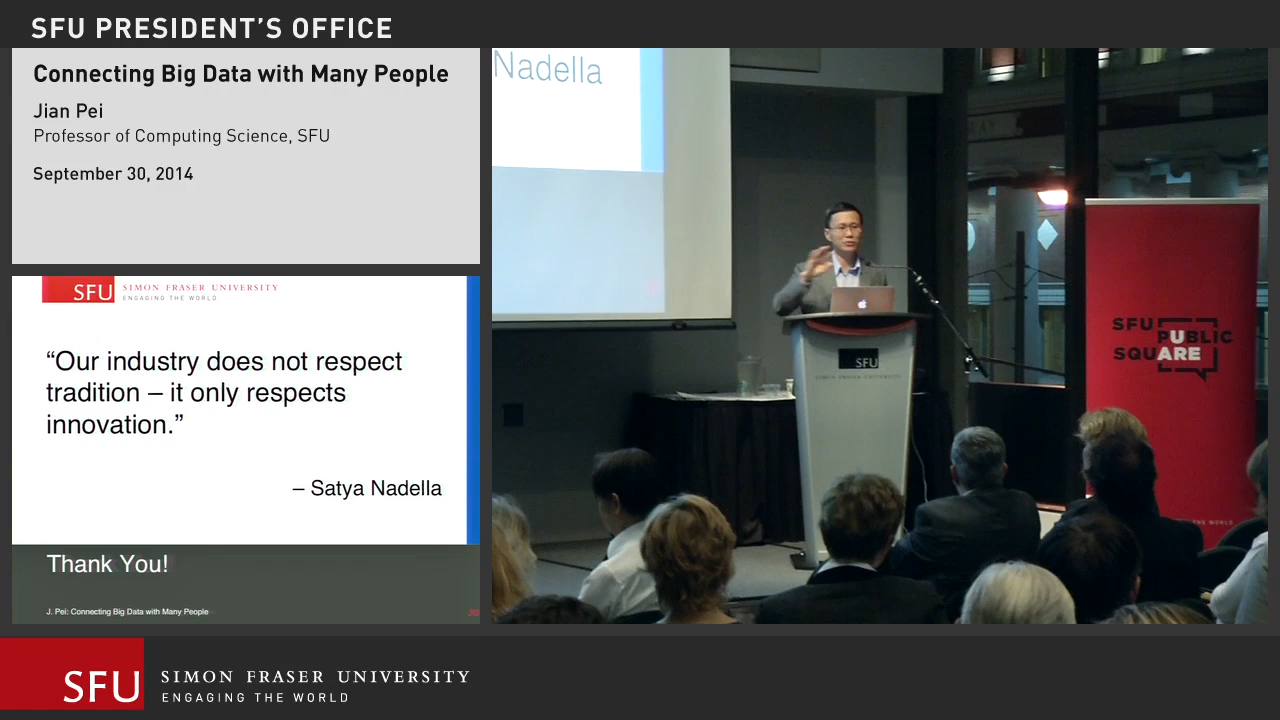 SFU PRESIDENT'S OFFICE
Connecting Big Data with Many People
Jian Pei
Professor of Computing Science, SFU
September 30, 2014
SFU SIMON FRASER UNIVERSITY
ENGAGING THE WORLD
“Our industry does not respect
tradition – it only respects
innovation.”
– Satya Nadella
Thank You!
J. Pei: Connecting Big Data with Many People
Nadella
SFU
SIMON FRASER UNIVERSITY
SFU
PUBLIC
SQUARE
THE WORLD
SFU SIMON FRASER UNIVERSITY
ENGAGING THE WORLD